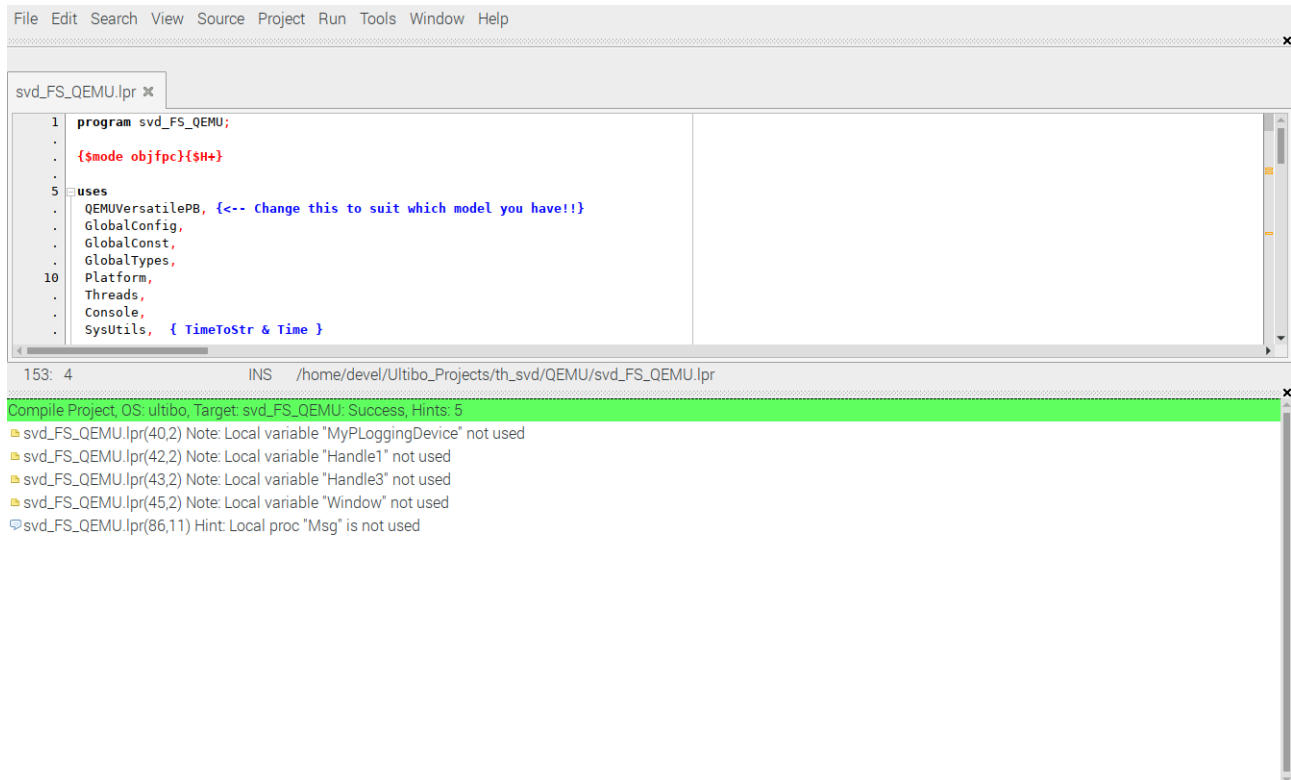 File Edit Search View Source Project Run Tools Window Help
svd_FS_QEMU.lpr
1 program svd_FS_QEMU;
.
. {$mode objfpc}{$H+}
.
5 uses
. QEMUVersatilePB, {<-- Change this to suit which model you have!!}
. GlobalConfig,
. GlobalConst,
. GlobalTypes,
10 Platform,
. Threads,
. Console,
. SysUtils, { TimeToStr & Time }
153: 4 INS /home/devel/Ultibo_Projects/th_svd/QEMU/svd_FS_QEMU.lpr
Compile Project, OS: ultibo, Target: svd_FS_QEMU: Success, Hints: 5
svd_FS_QEMU.lpr(40,2) Note: Local variable "MyPLoggingDevice" not used
svd_FS_QEMU.lpr(42,2) Note: Local variable "Handle1" not used
svd_FS_QEMU.lpr(43,2) Note: Local variable "Handle3" not used
svd_FS_QEMU.lpr(45,2) Note: Local variable "Window" not used
svd_FS_QEMU.lpr(86,11) Hint: Local proc "Msg" is not used